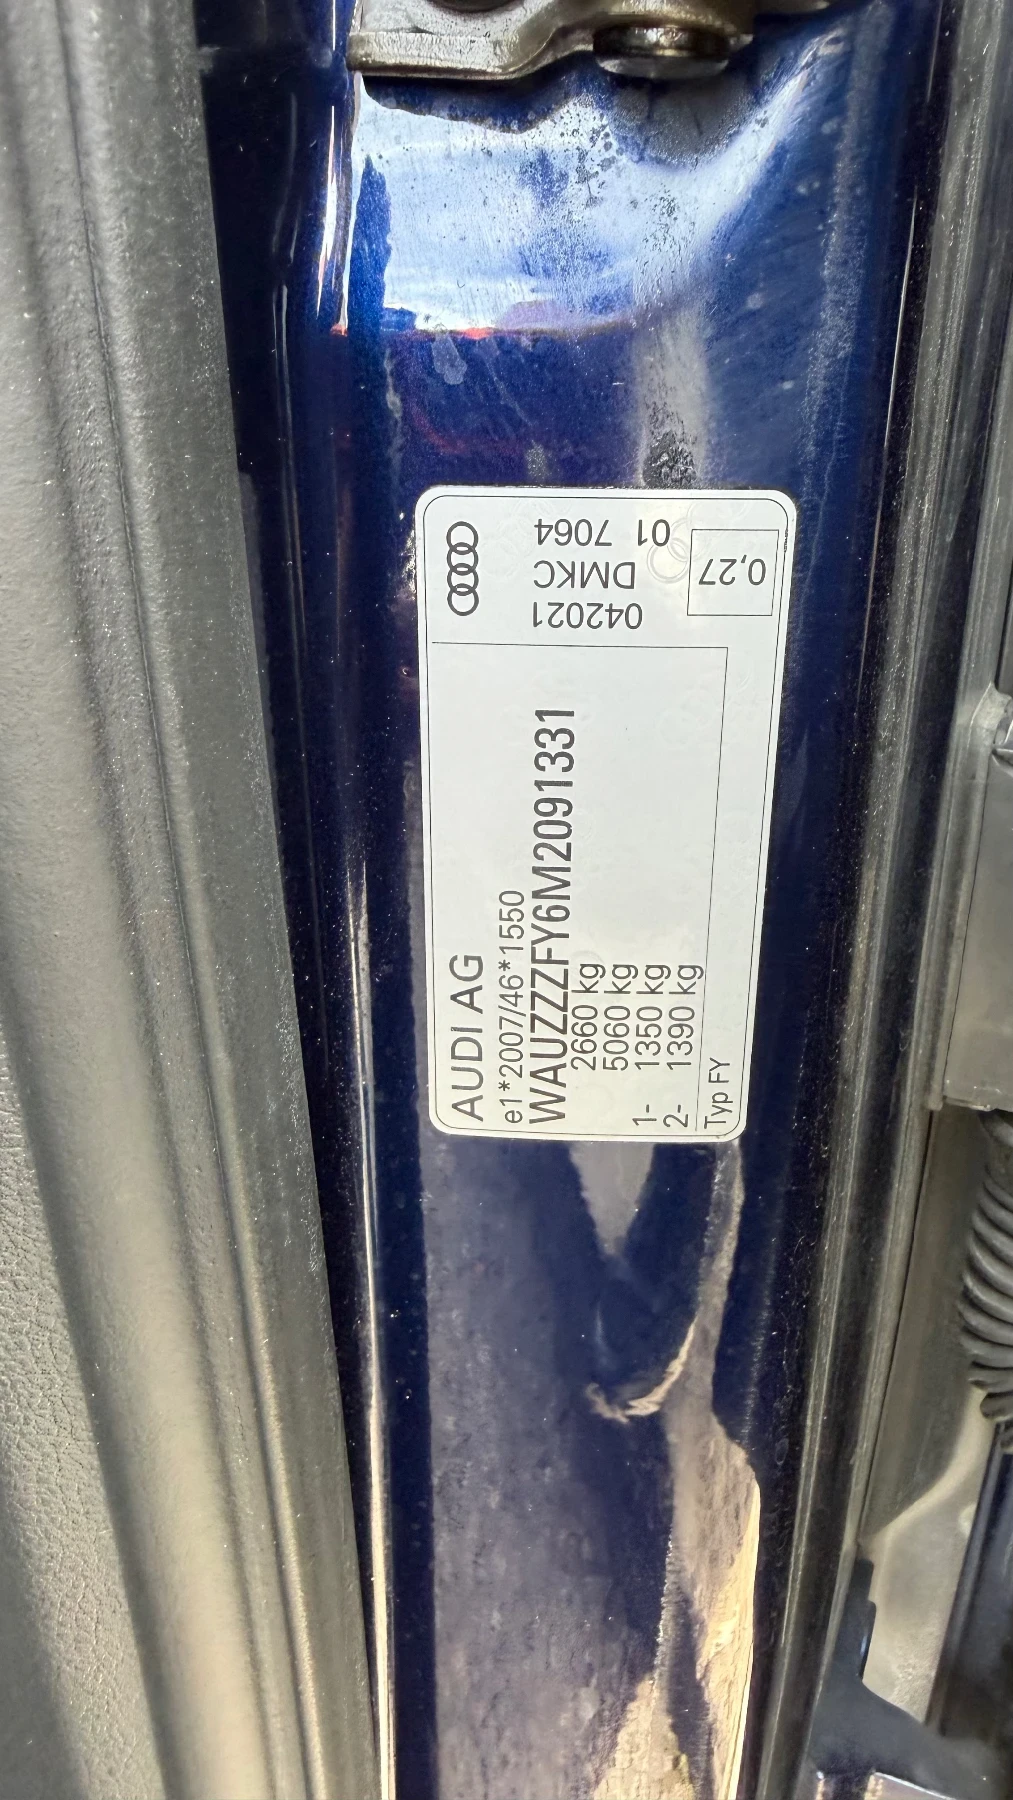 AUDI AG
e1*2007/46*1550
WAUZZZFY6M2091331
2660 kg
5060 kg
1- 1350 kg
2- 1390 kg
Typ FY
042021
DMKC
01 7064
0,27